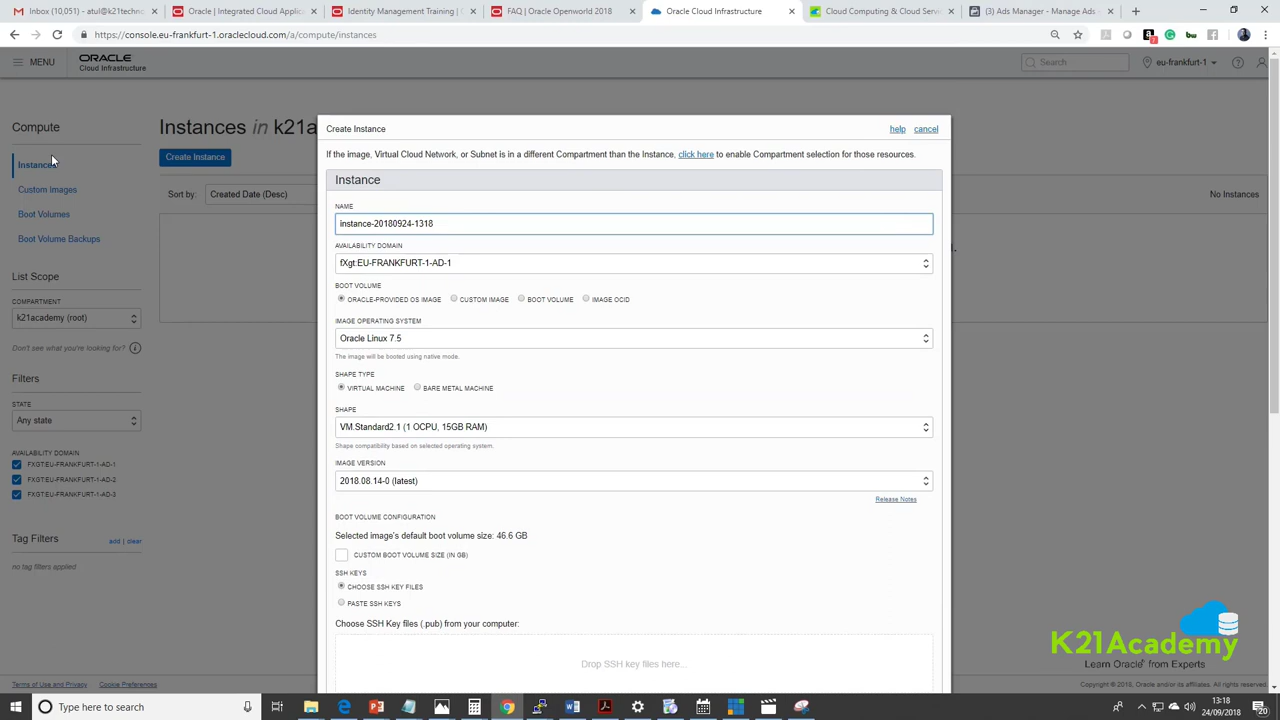 Inbox (10,051) - atul@k21techno
Oracle | Integrated Cloud Applic
Identity Management Training (
FAQ | Oracle Openworld 2018
Oracle Cloud Infrastructure
Cloud Computing & Cloud Serv
(3) Ads Manager - Manage Ads
https://console.eu-frankfurt-1.oraclecloud.com/a/compute/instances
MENU
ORACLE
Cloud Infrastructure
Search
eu-frankfurt-1
Compute
Instances
Custom Images
Boot Volumes
Boot Volume Backups
List Scope
COMPARTMENT
k21academy (root)
Don't see what you're looking for?
Filters
STATE
Any state
AVAILABILITY DOMAIN
FXGT:EU-FRANKFURT-1-AD-1
FXGT:EU-FRANKFURT-1-AD-2
FXGT:EU-FRANKFURT-1-AD-3
Tag Filters
add | clear
no tag filters applied
Instances in k21a
Create Instance
Sort by:
Created Date (Desc)
No Instances
Create Instance
help
cancel
If the image, Virtual Cloud Network, or Subnet is in a different Compartment than the Instance, click here to enable Compartment selection for those resources.
Instance
NAME
instance-20180924-1318
AVAILABILITY DOMAIN
fXgt:EU-FRANKFURT-1-AD-1
BOOT VOLUME
ORACLE-PROVIDED OS IMAGE
CUSTOM IMAGE
BOOT VOLUME
IMAGE OCID
IMAGE OPERATING SYSTEM
Oracle Linux 7.5
The image will be booted using native mode.
SHAPE TYPE
VIRTUAL MACHINE
BARE METAL MACHINE
SHAPE
VM.Standard2.1 (1 OCPU, 15GB RAM)
Shape compatibility based on selected operating system.
IMAGE VERSION
2018.08.14-0 (latest)
Release Notes
BOOT VOLUME CONFIGURATION
Selected image's default boot volume size: 46.6 GB
CUSTOM BOOT VOLUME SIZE (IN GB)
SSH KEYS
CHOOSE SSH KEY FILES
PASTE SSH KEYS
Choose SSH Key files (.pub) from your computer:
Drop SSH key files here...
K21Academy
Learn Oracle from Experts
Terms of Use and Privacy
Cookie Preferences
Copyright © 2018, Oracle and/or its affiliates. All rights reserved.
Type here to search
13:18
24/09/2018